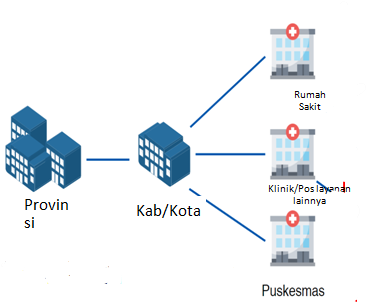 Rumah
Sakit
Klinik/Pos layanan
lainnya
Provin
si
Kab/Kota
Puskesmas